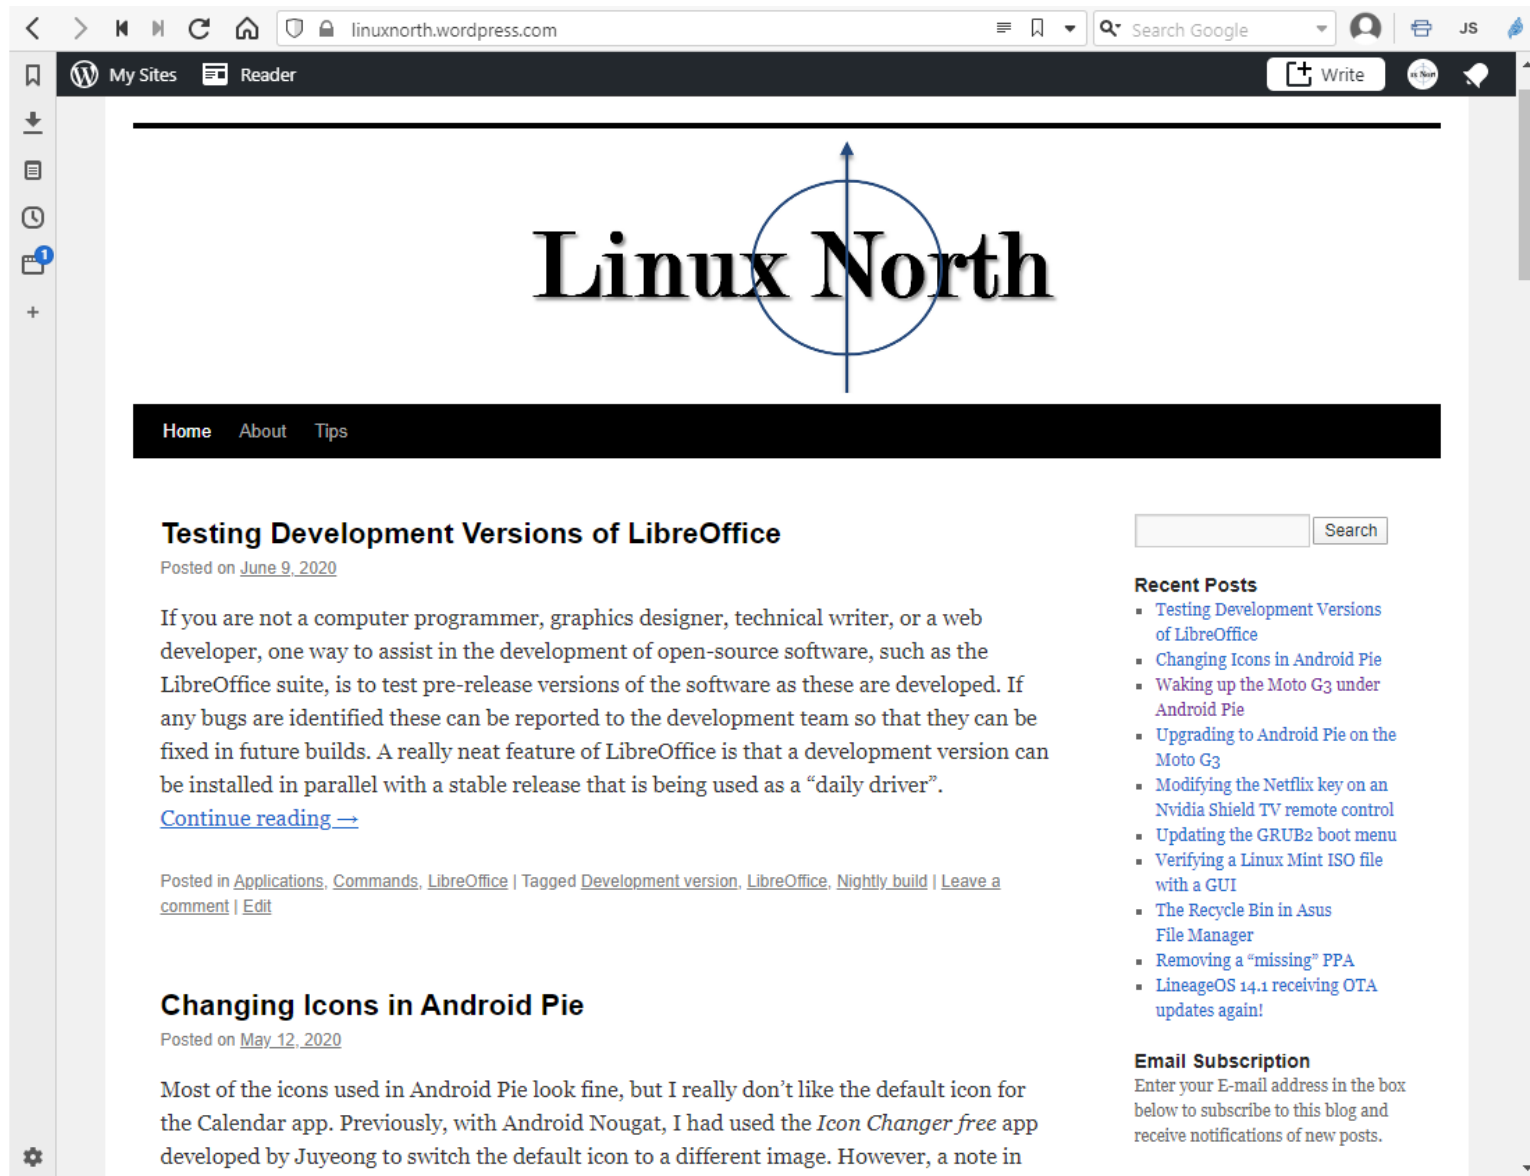 linuxnorth.wordpress.com
Search Google
JS
My Sites
Reader
Write
1
Linux North
Home About Tips
Testing Development Versions of LibreOffice
Posted on June 9, 2020
If you are not a computer programmer, graphics designer, technical writer, or a web
developer, one way to assist in the development of open-source software, such as the
LibreOffice suite, is to test pre-release versions of the software as these are developed. If
any bugs are identified these can be reported to the development team so that they can be
fixed in future builds. A really neat feature of LibreOffice is that a development version can
be installed in parallel with a stable release that is being used as a “daily driver”.
Continue reading →
Posted in Applications, Commands, LibreOffice | Tagged Development version, LibreOffice, Nightly build | Leave a
comment | Edit
Changing Icons in Android Pie
Posted on May 12, 2020
Most of the icons used in Android Pie look fine, but I really don’t like the default icon for
the Calendar app. Previously, with Android Nougat, I had used the Icon Changer free app
developed by Juyeong to switch the default icon to a different image. However, a note in
Search
Recent Posts
Testing Development Versions
of LibreOffice
Changing Icons in Android Pie
Waking up the Moto G3 under
Android Pie
Upgrading to Android Pie on the
Moto G3
Modifying the Netflix key on an
Nvidia Shield TV remote control
Updating the GRUB2 boot menu
Verifying a Linux Mint ISO file
with a GUI
The Recycle Bin in Asus
File Manager
Removing a “missing” PPA
LineageOS 14.1 receiving OTA
updates again!
Email Subscription
Enter your E-mail address in the box
below to subscribe to this blog and
receive notifications of new posts.